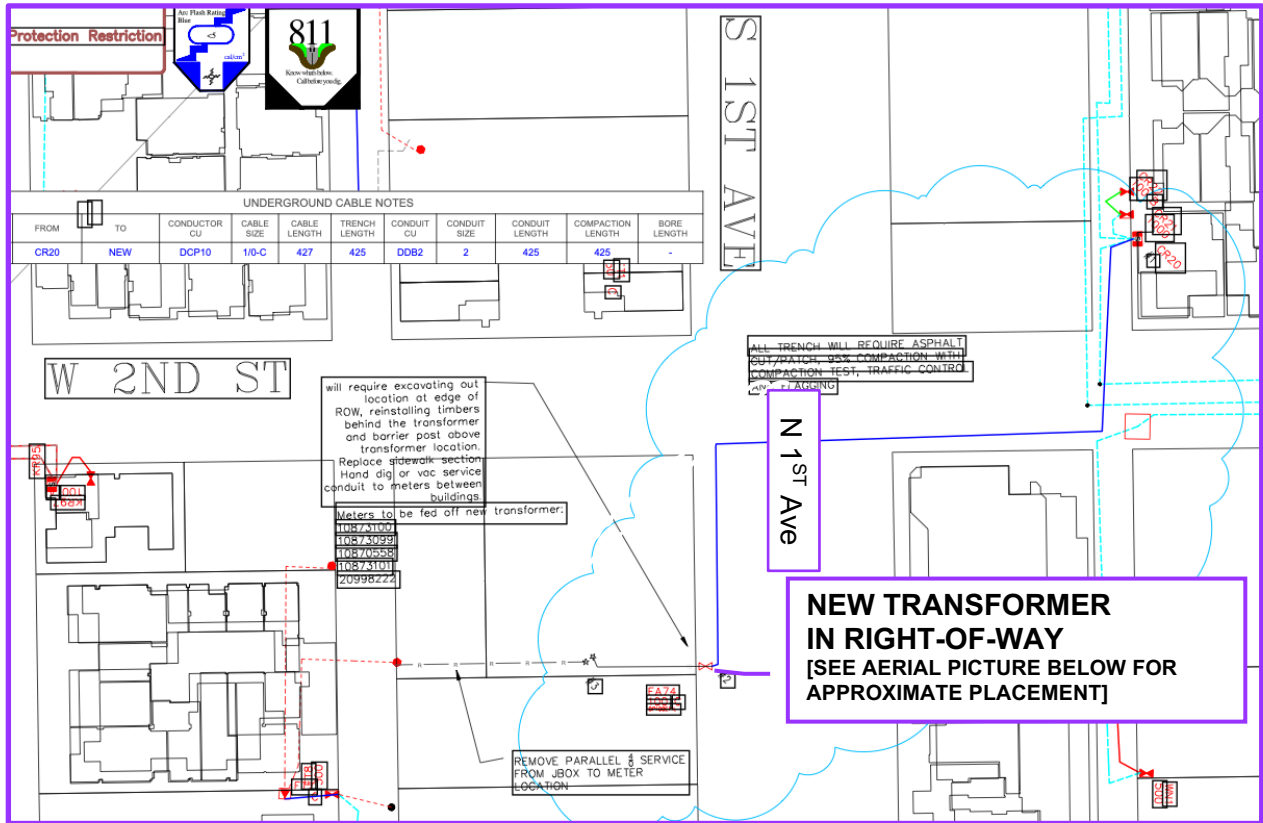 Protection Restriction
Arc Flash Rating
Blue
<5
cal/cm²
811
Know what's below.
Call before you dig.
S 1ST AVE
UNDERGROUND CABLE NOTES
FROM TO CONDUCTOR CU CABLE SIZE CABLE LENGTH TRENCH LENGTH CONDUIT CU CONDUIT SIZE CONDUIT LENGTH COMPACTION LENGTH BORE LENGTH
CR20 NEW DCP10 1/0-C 427 425 DDB2 2 425 425 -
CR20
W 2ND ST
ALL TRENCH WILL REQUIRE ASPHALT
CUT/PATCH, 95% COMPACTION WITH
COMPACTION TEST, TRAFFIC CONTROL
FLAGGING
will require excavating out
location at edge of
ROW, reinstalling timbers
behind the transformer
and barrier post above
transformer location.
Replace sidewalk section
Hand dig or vac service
conduit to meters between
buildings.
N 1ST Ave
KR95
100
Meters to be fed off new transformer:
10873100
10873099
10870558
10873101
20998222
NEW TRANSFORMER
IN RIGHT-OF-WAY
[SEE AERIAL PICTURE BELOW FOR
APPROXIMATE PLACEMENT]
R R R R R
EA74
100
REMOVE PARALLEL 4/0 SERVICE
FROM JBOX TO METER
LOCATION
500